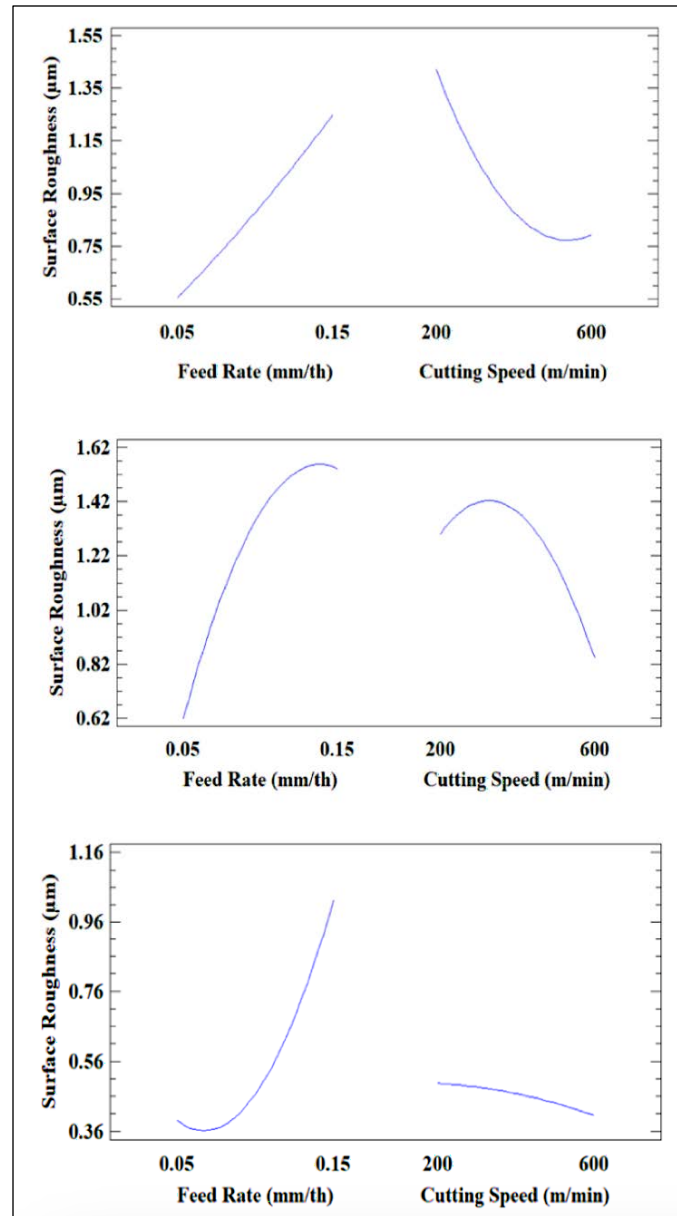 Surface Roughness (µm)
1.55
1.35
1.15
0.95
0.75
0.55
0.05 0.15 200 600
Feed Rate (mm/th) Cutting Speed (m/min)
Surface Roughness (µm)
1.62
1.42
1.22
1.02
0.82
0.62
0.05 0.15 200 600
Feed Rate (mm/th) Cutting Speed (m/min)
Surface Roughness (µm)
1.16
0.96
0.76
0.56
0.36
0.05 0.15 200 600
Feed Rate (mm/th) Cutting Speed (m/min)